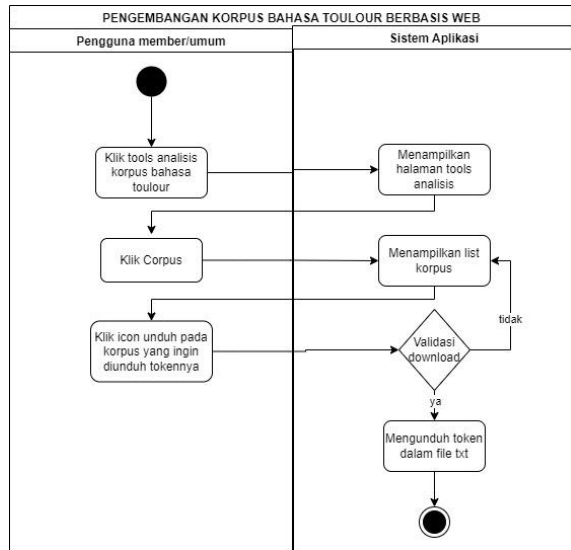 PENGEMBANGAN KORPUS BAHASA TOULOUR BERBASIS WEB
Pengguna member/umum
Sistem Aplikasi
Klik tools analisis
korpus bahasa
toulour
Menampilkan
halaman tools
analisis
Klik Corpus
Menampilkan list
korpus
Klik icon unduh pada
korpus yang ingin
diunduh tokennya
Validasi
download
tidak
ya
Mengunduh token
dalam file txt